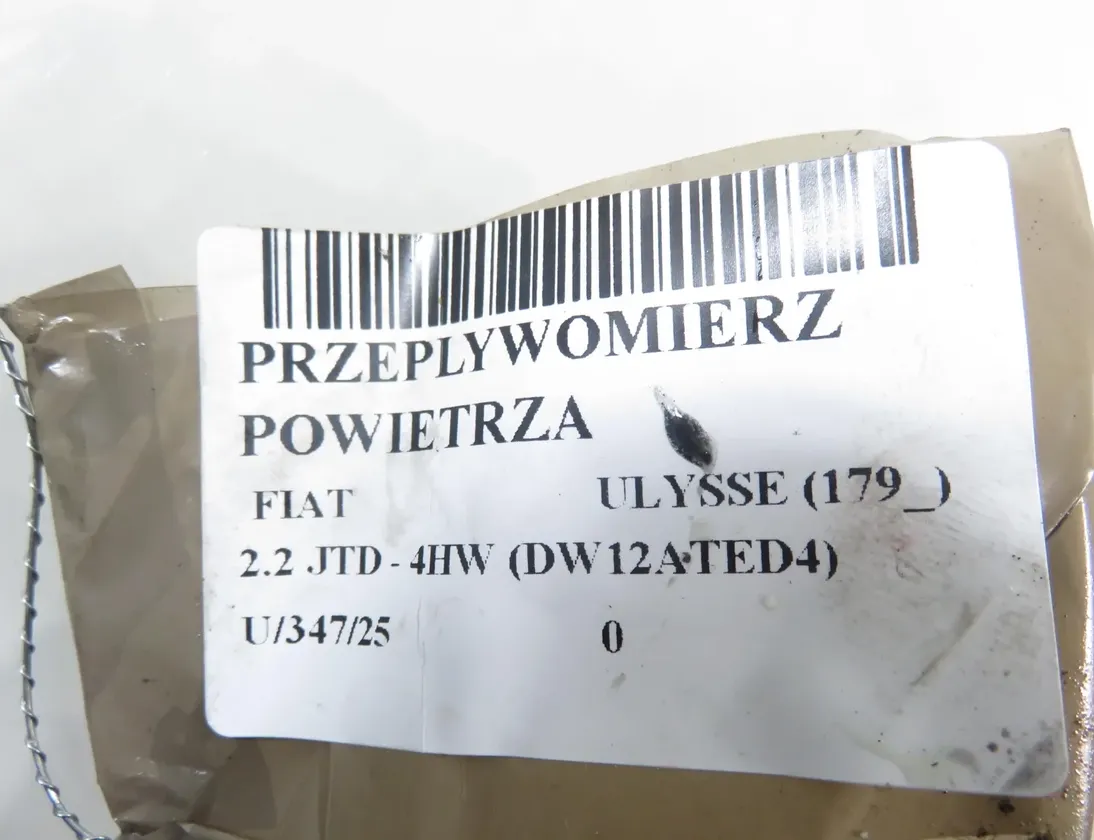 PRZEPLYWOMIERZ
POWIETRZA
FIAT ULYSSE (179_)
2.2 JTD - 4HW (DW12ATED4)
U/347/25 0